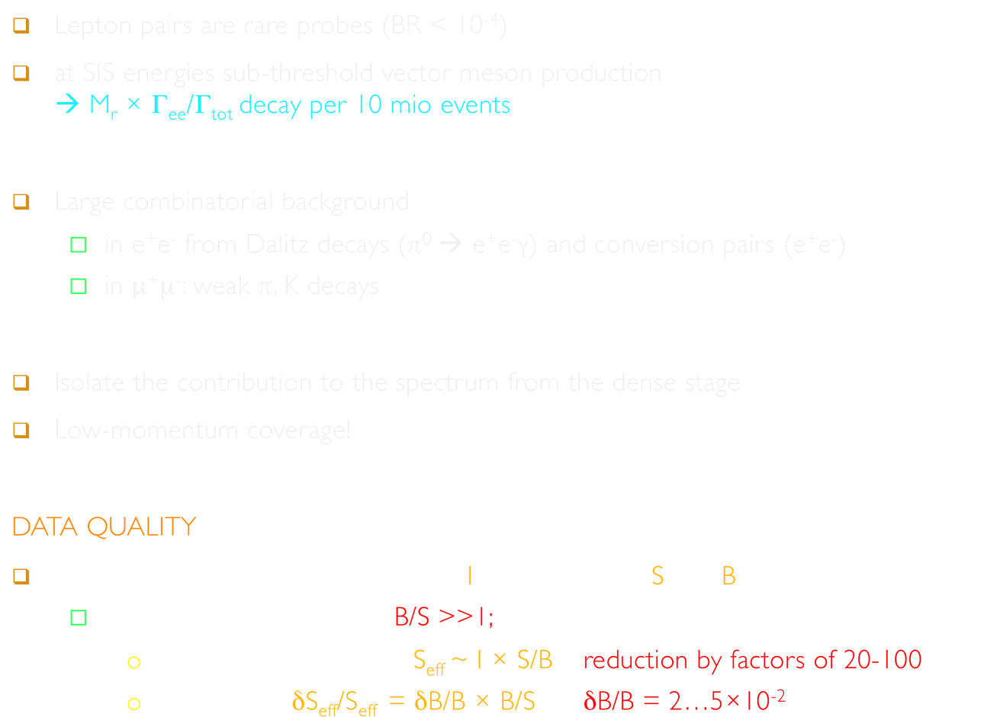 Lepton pairs are rare probes (BR < 10⁻⁴)
at SIS energies sub-threshold vector meson production
→ Mᵣ × Γₑₑ/Γₜₒₜ decay per 10 mio events
Large combinatorial background
in e⁺e⁻ from Dalitz decays (π⁰ → e⁺e⁻γ) and conversion pairs (e⁺e⁻)
in μ⁺μ⁻: weak π, K decays
Isolate the contribution to the spectrum from the dense stage
Low-momentum coverage!
DATA QUALITY
I S B
B/S >>1;
S_eff ~ I × S/B reduction by factors of 20-100
δS_eff/S_eff = δB/B × B/S δB/B = 2…5×10⁻²